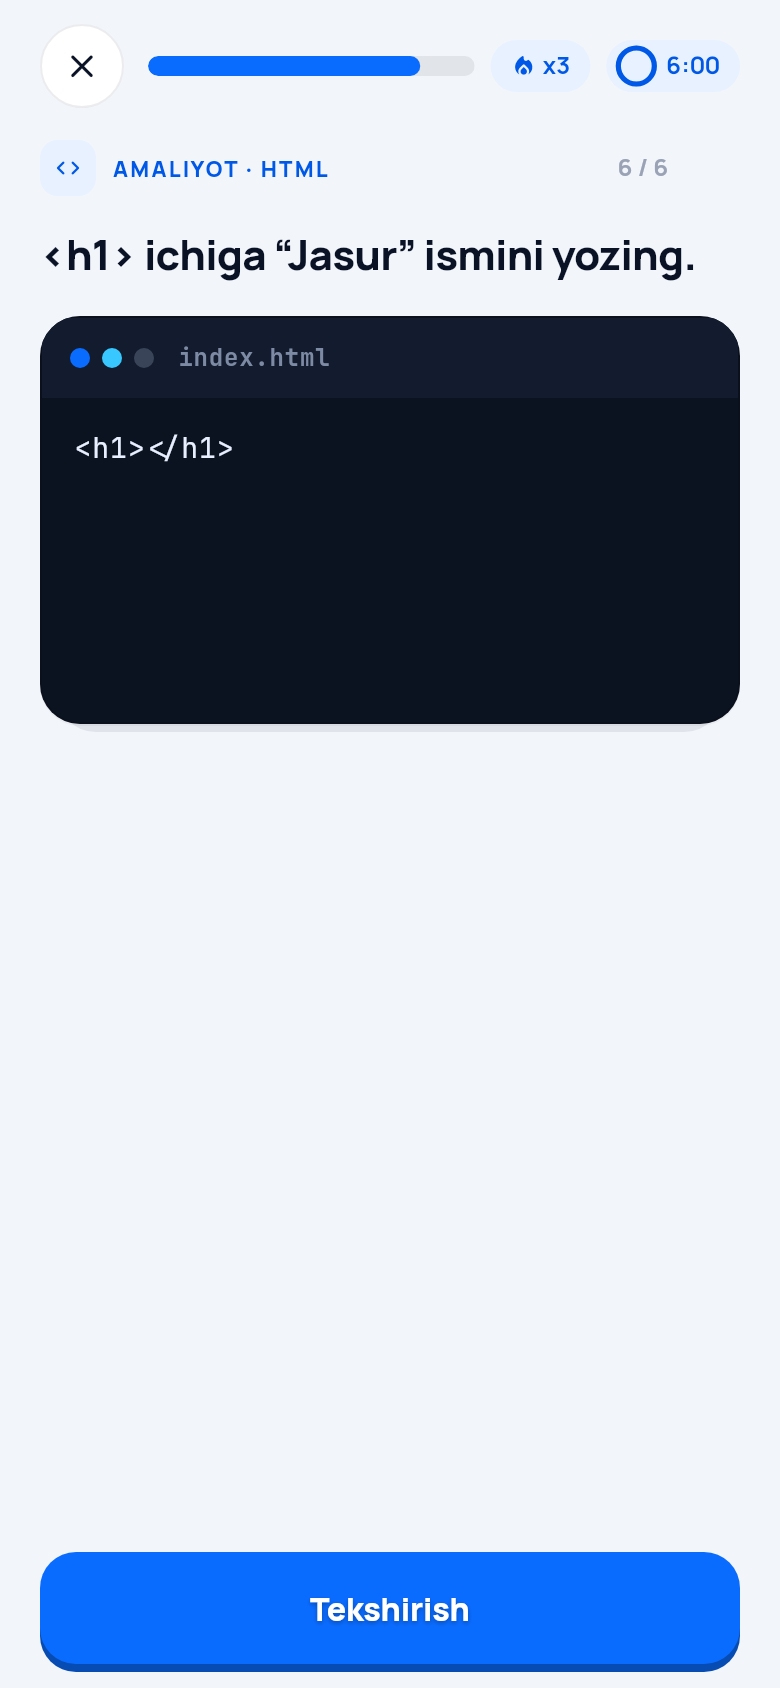 x3
6:00
AMALIYOT · HTML
6 / 6
<h1> ichiga “Jasur” ismini yozing.
index.html
<h1></h1>
Tekshirish